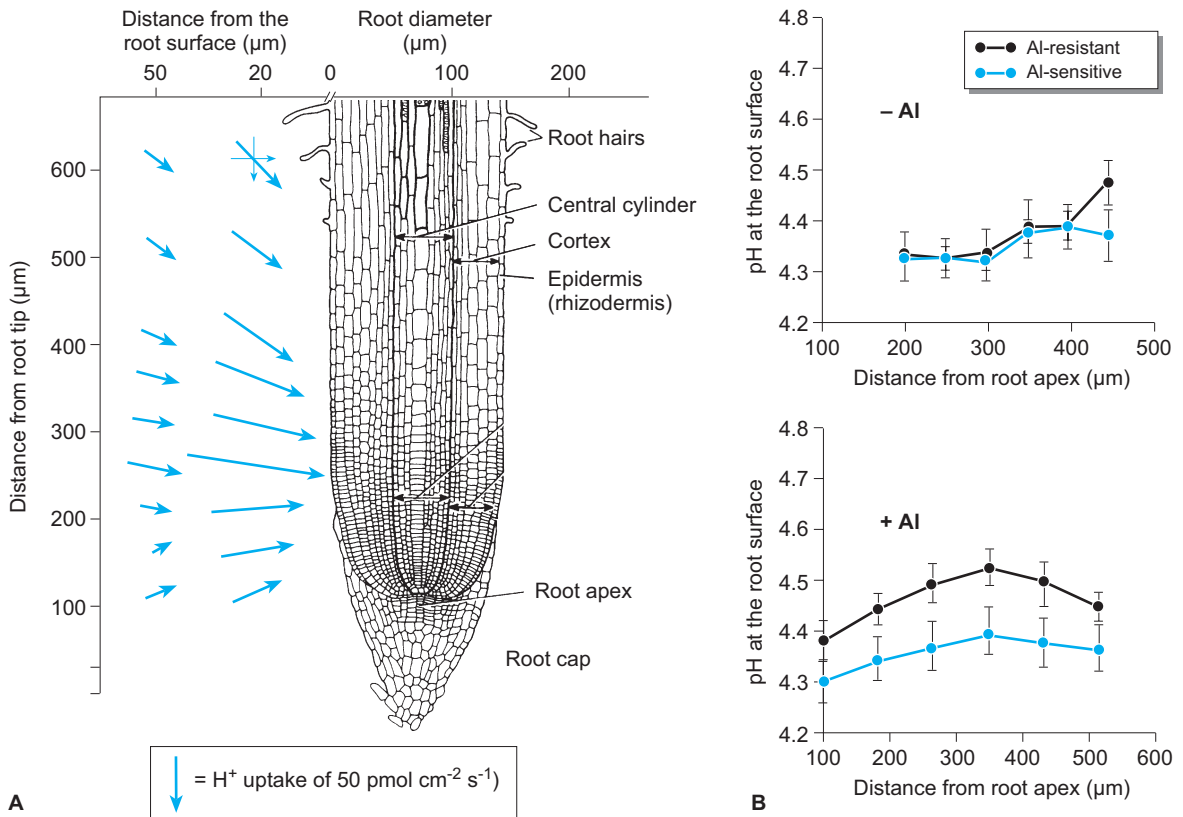 Distance from the
root surface (µm)
50 20
Root diameter
(µm)
0 100 200
Distance from root tip (µm)
600
500
400
300
200
100
Root hairs
Central cylinder
Cortex
Epidermis
(rhizodermis)
Root apex
Root cap
= H⁺ uptake of 50 pmol cm⁻² s⁻¹)
A
pH at the root surface
4.8
4.7
4.6
4.5
4.4
4.3
4.2
Al-resistant
Al-sensitive
– Al
100 200 300 400 500
Distance from root apex (µm)
pH at the root surface
4.8
4.7
4.6
4.5
4.4
4.3
4.2
+ Al
100 200 300 400 500 600
Distance from root apex (µm)
B